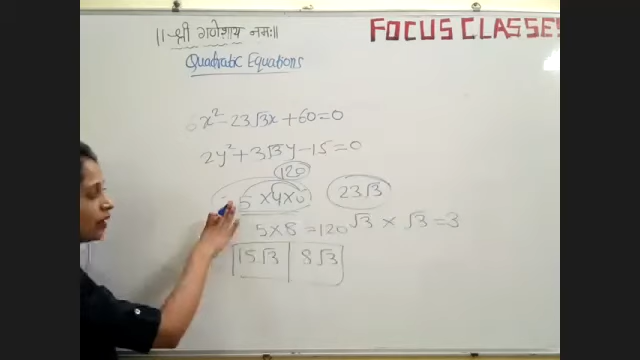 ||श्री गणेशाय नमः||
FOCUS CLASSES
Quadratic Equations
6x² - 23√3x + 60 = 0
2y² + 3√3y - 15 = 0
120
5 × 4 × 6
23√3
5 × 8 = 120 √3 × √3 = 3
15√3 | 8√3